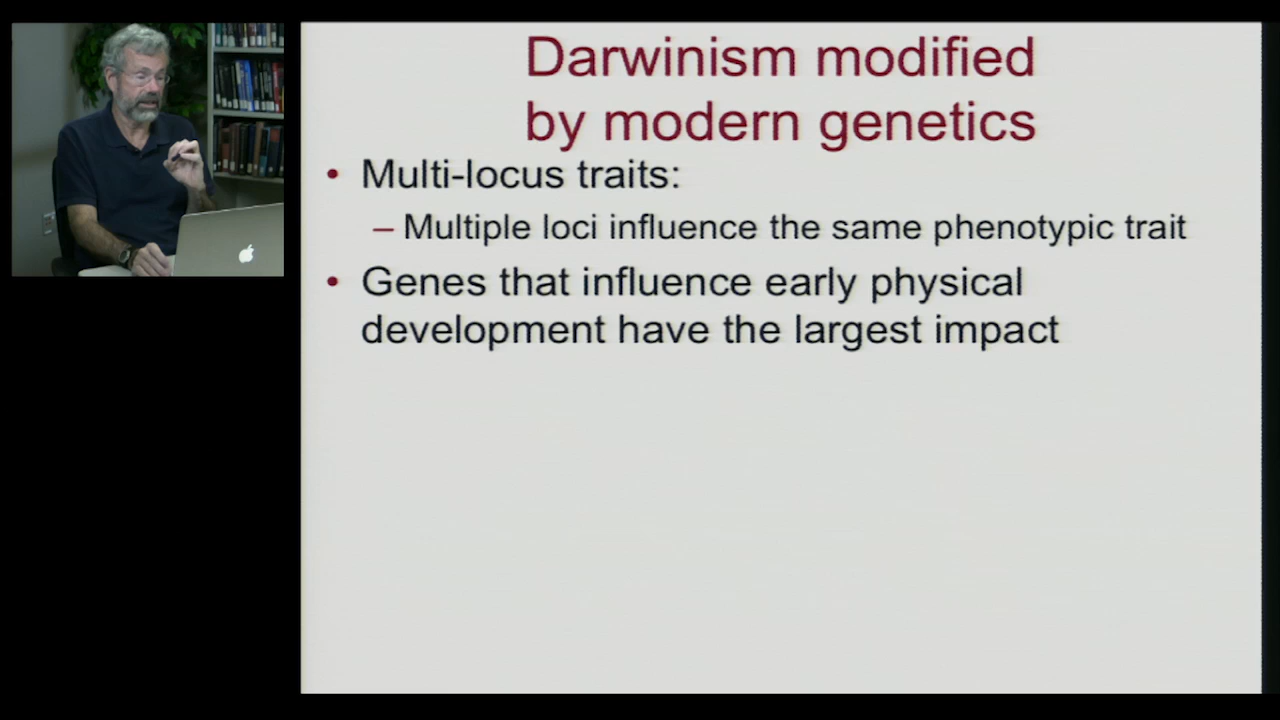 Darwinism modified
by modern genetics
• Multi-locus traits:
– Multiple loci influence the same phenotypic trait
• Genes that influence early physical
development have the largest impact